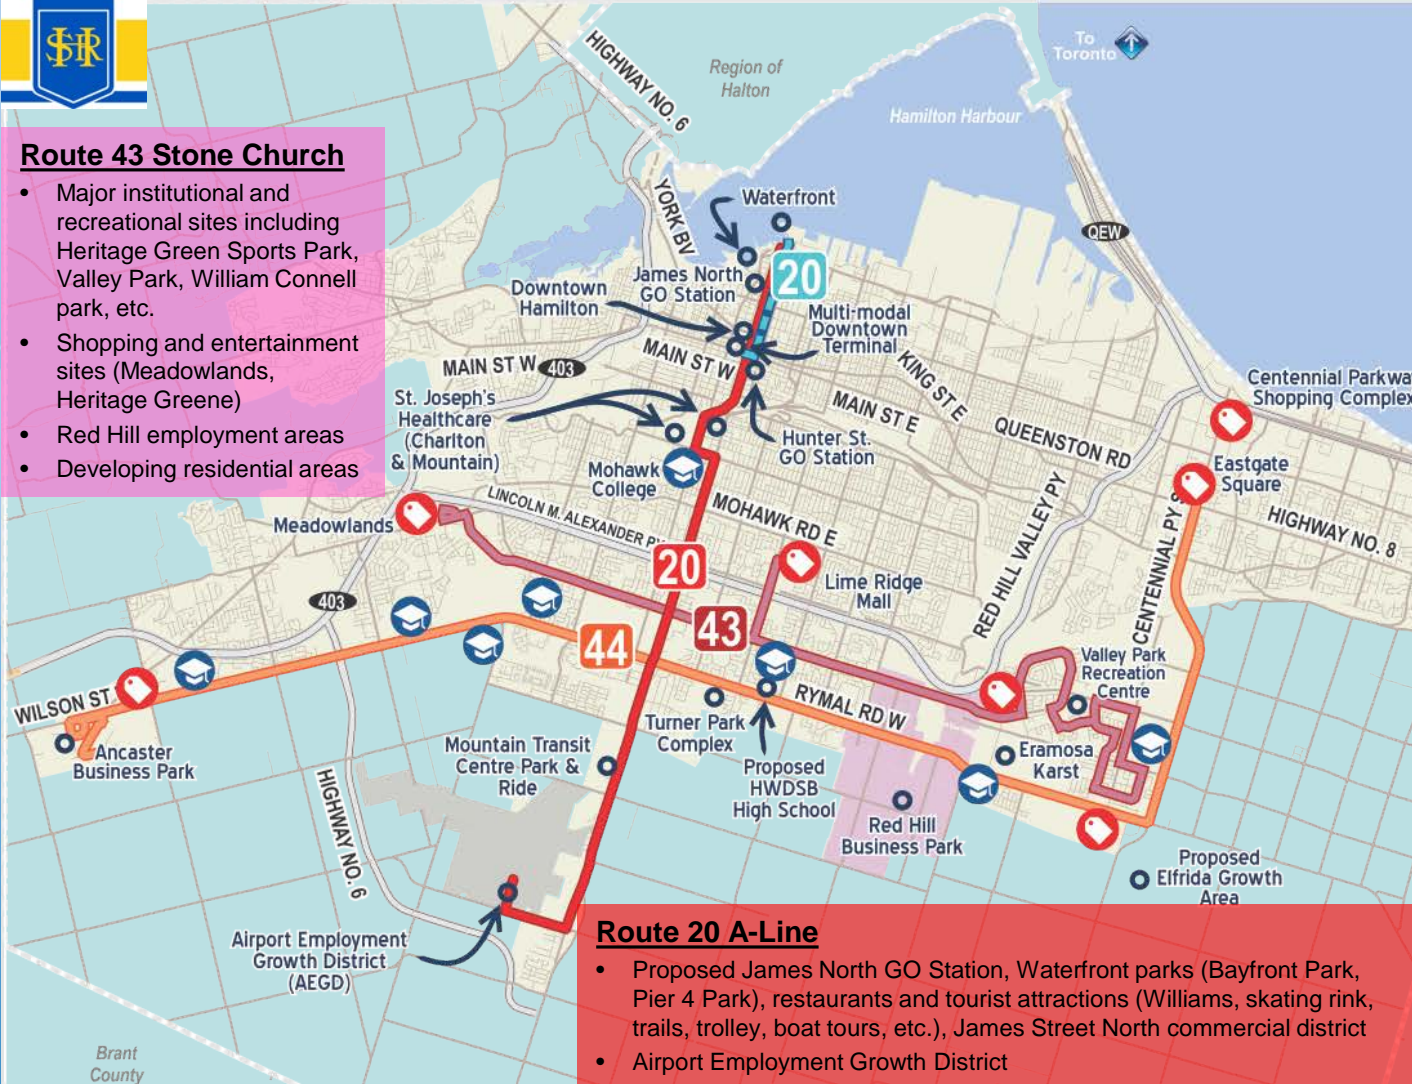 HSR
Route 43 Stone Church
• Major institutional and
recreational sites including
Heritage Green Sports Park,
Valley Park, William Connell
park, etc.
• Shopping and entertainment
sites (Meadowlands,
Heritage Greene)
• Red Hill employment areas
• Developing residential areas
HIGHWAY NO. 6
Region of
Halton
To
Toronto
Hamilton Harbour
YORK BV
Waterfront
QEW
James North
GO Station
20
Downtown
Hamilton
Multi-modal
Downtown
Terminal
MAIN ST W
403
MAIN ST W
KING ST E
MAIN ST E
QUEENSTON RD
Centennial Parkway
Shopping Complex
St. Joseph's
Healthcare
(Charlton
& Mountain)
Hunter St.
GO Station
Mohawk
College
Eastgate
Square
HIGHWAY NO. 8
Meadowlands
LINCOLN M. ALEXANDER PY
MOHAWK RD E
RED HILL VALLEY PY
CENTENNIAL PY S
20
Lime Ridge
Mall
403
43
44
Valley Park
Recreation
Centre
WILSON ST
RYMAL RD W
Turner Park
Complex
Ancaster
Business Park
Mountain Transit
Centre Park &
Ride
Eramosa
Karst
Proposed
HWDSB
High School
HIGHWAY NO. 6
Red Hill
Business Park
Proposed
Elfrida Growth
Area
Airport Employment
Growth District
(AEGD)
Route 20 A-Line
• Proposed James North GO Station, Waterfront parks (Bayfront Park,
Pier 4 Park), restaurants and tourist attractions (Williams, skating rink,
trails, trolley, boat tours, etc.), James Street North commercial district
• Airport Employment Growth District
Brant
County